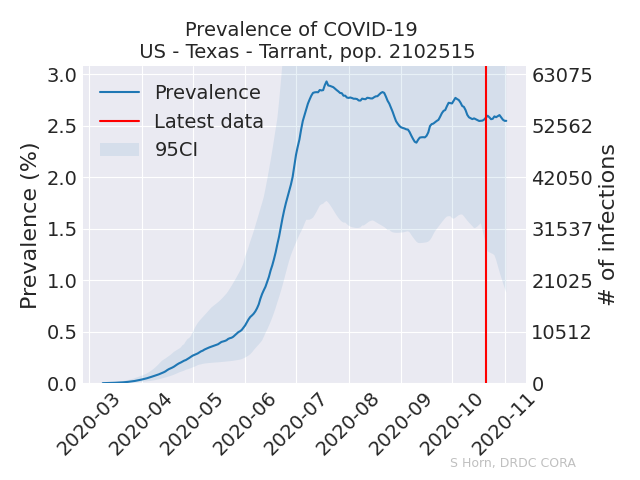 Prevalence of COVID-19
US - Texas - Tarrant, pop. 2102515
Prevalence (%)
3.0
2.5
2.0
1.5
1.0
0.5
0.0
Prevalence
Latest data
95CI
63075
52562
42050
31537
21025
10512
0
# of infections
2020-03
2020-04
2020-05
2020-06
2020-07
2020-08
2020-09
2020-10
2020-11
S Horn, DRDC CORA